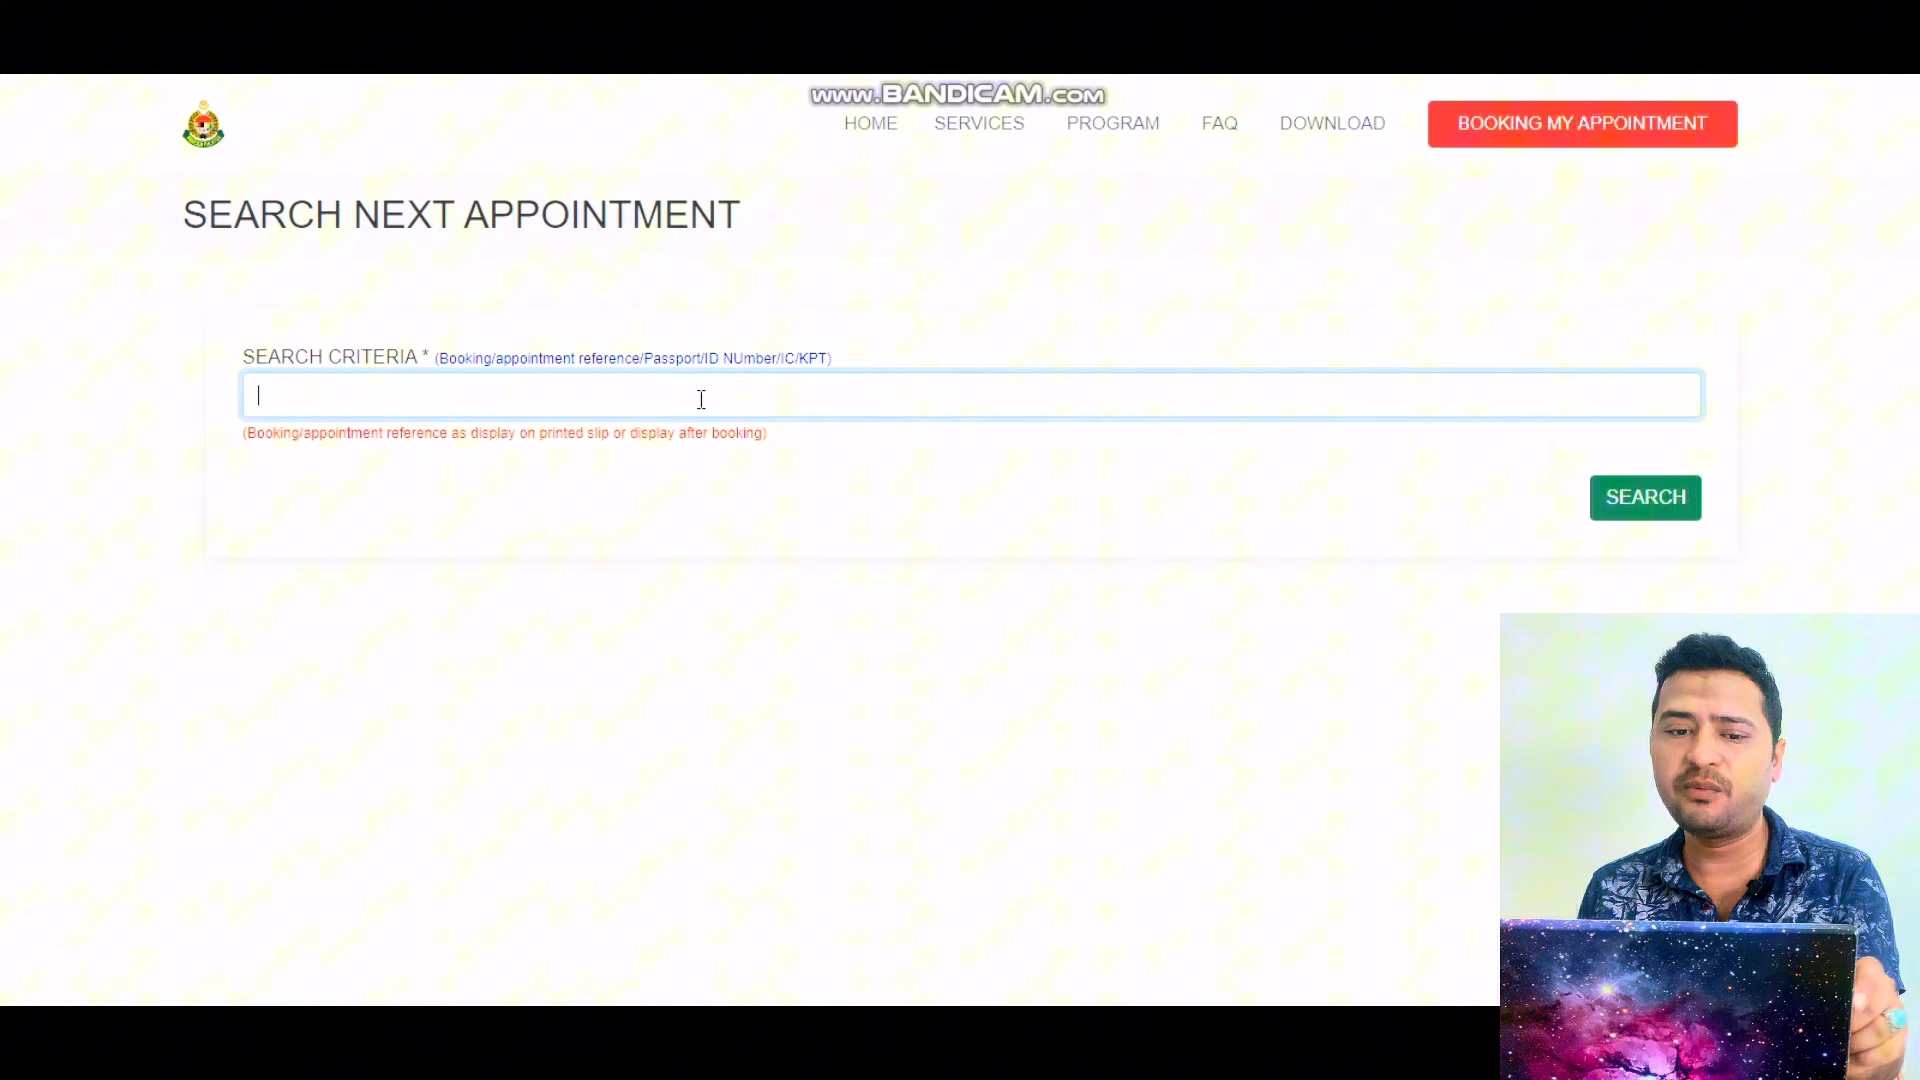 www.BANDICAM.com
HOME SERVICES PROGRAM FAQ DOWNLOAD BOOKING MY APPOINTMENT
SEARCH NEXT APPOINTMENT
SEARCH CRITERIA * (Booking/appointment reference/Passport/ID NUmber/IC/KPT)
(Booking/appointment reference as display on printed slip or display after booking)
SEARCH